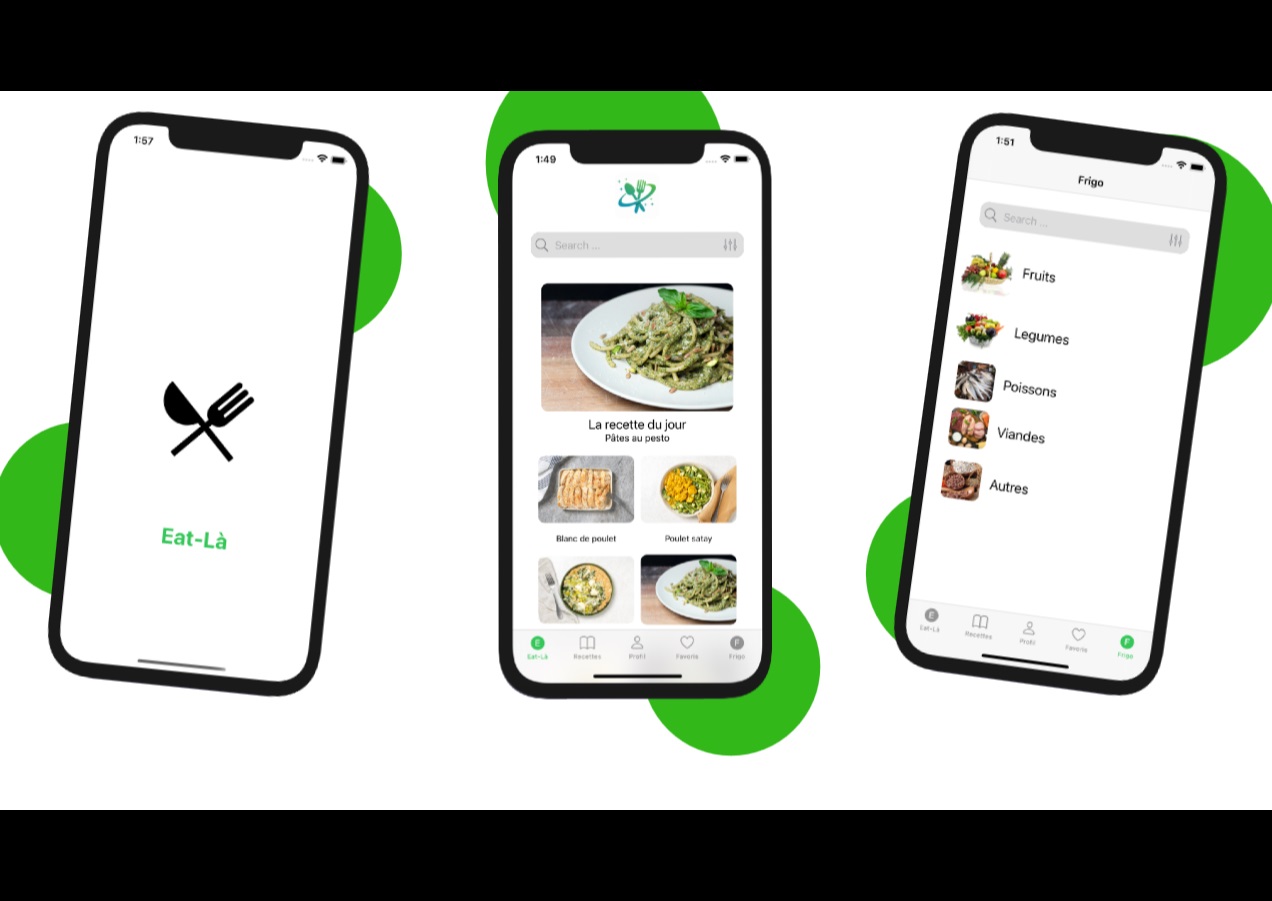 1:57
Eat-Là
1:49
Search ...
La recette du jour
Pâtes au pesto
Blanc de poulet
Poulet satay
E
F
Eat-Là
Recettes
Profil
Favoris
Frigo
1:51
Frigo
Search ...
Fruits
Legumes
Poissons
Viandes
Autres
E
F
Eat-Là
Recettes
Profil
Favoris
Frigo